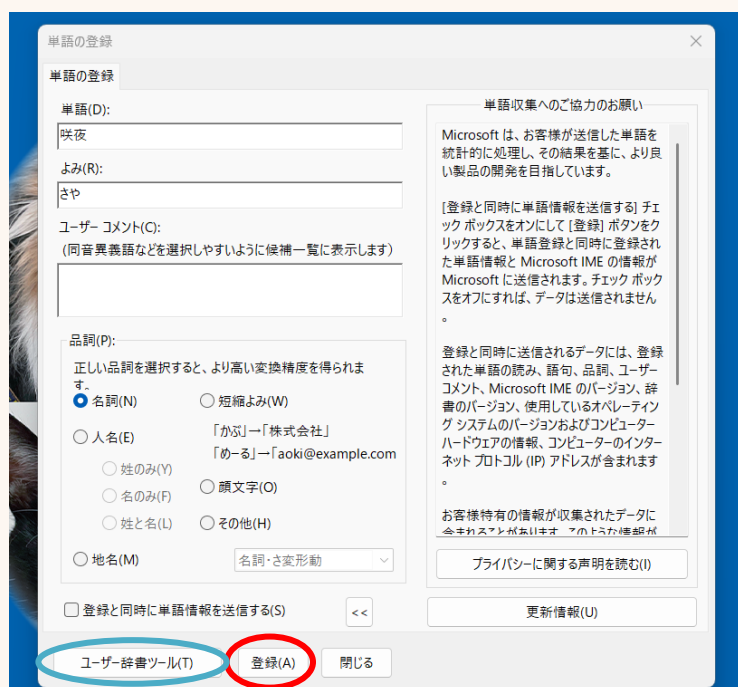 単語の登録
単語の登録
単語(D):
咲夜
よみ(R):
さや
ユーザー コメント(C):
(同音異義語などを選択しやすいように候補一覧に表示します)
品詞(P):
正しい品詞を選択すると、より高い変換精度を得られま
す。
名詞(N)
短縮よみ(W)
人名(E)
「かぶ」→「株式会社」
「めーる」→「aoki@example.com
姓のみ(Y)
名のみ(F)
顔文字(O)
姓と名(L)
その他(H)
地名(M)
名詞・さ変形動
登録と同時に単語情報を送信する(S)
<<
ユーザー辞書ツール(T)
登録(A)
閉じる
単語収集へのご協力のお願い
Microsoft は、お客様が送信した単語を
統計的に処理し、その結果を基に、より良
い製品の開発を目指しています。
[登録と同時に単語情報を送信する] チェ
ック ボックスをオンにして [登録] ボタンをク
リックすると、単語登録と同時に登録され
た単語情報と Microsoft IME の情報が
Microsoft に送信されます。チェック ボック
スをオフにすれば、データは送信されません
。
登録と同時に送信されるデータには、登録
された単語の読み、語句、品詞、ユーザー
コメント、Microsoft IME のバージョン、辞
書のバージョン、使用しているオペレーティン
グ システムのバージョンおよびコンピューター
ハードウェアの情報、コンピューターのインター
ネット プロトコル (IP) アドレスが含まれます
。
お客様特有の情報が収集されたデータに
含まれることがあります。このような情報が
プライバシーに関する声明を読む(I)
更新情報(U)